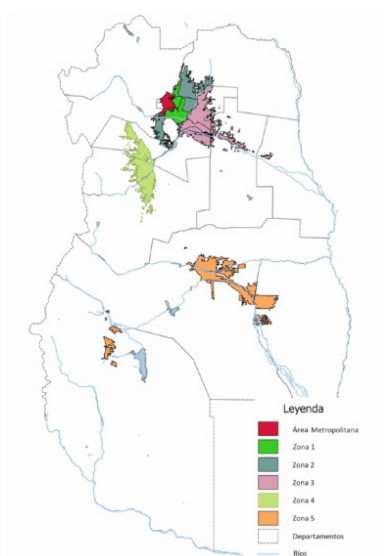 Leyenda
Área Metropolitana
Zona 1
Zona 2
Zona 3
Zona 4
Zona 5
Departamentos
Ríos